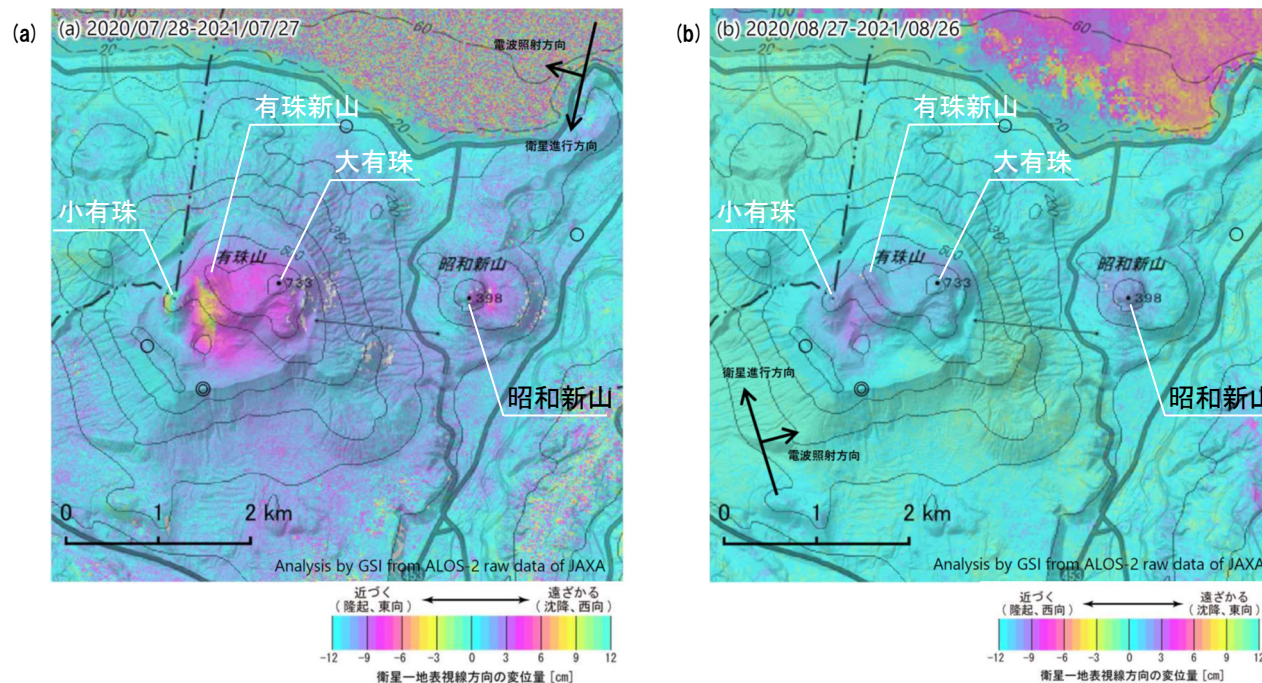 (a)
(a) 2020/07/28-2021/07/27
100
60
20
電波照射方向
衛星進行方向
有珠新山
大有珠
小有珠
有珠山
733
昭和新山
398
昭和新山
0 1 2 km
Analysis by GSI from ALOS-2 raw data of JAXA
453
近づく
(隆起、東向)
遠ざかる
(沈降、西向)
-12 -9 -6 -3 0 3 6 9 12
衛星―地表視線方向の変位量 [cm]
(b)
(b) 2020/08/27-2021/08/26
100
60
20
有珠新山
大有珠
小有珠
有珠山
733
昭和新山
398
昭和新山
衛星進行方向
電波照射方向
0 1 2 km
Analysis by GSI from ALOS-2 raw data of JAXA
453
近づく
(隆起、西向)
遠ざかる
(沈降、東向)
-12 -9 -6 -3 0 3 6 9 12
衛星―地表視線方向の変位量 [cm]